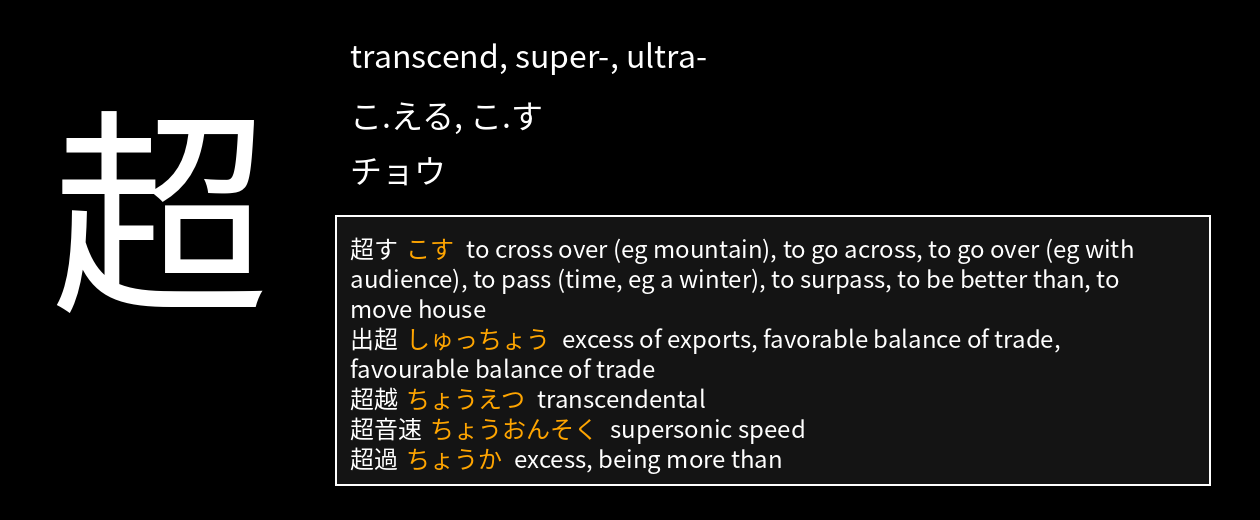 超
transcend, super-, ultra-
こ.える, こ.す
チョウ
超す こす to cross over (eg mountain), to go across, to go over (eg with
audience), to pass (time, eg a winter), to surpass, to be better than, to
move house
出超 しゅっちょう excess of exports, favorable balance of trade,
favourable balance of trade
超越 ちょうえつ transcendental
超音速 ちょうおんそく supersonic speed
超過 ちょうか excess, being more than